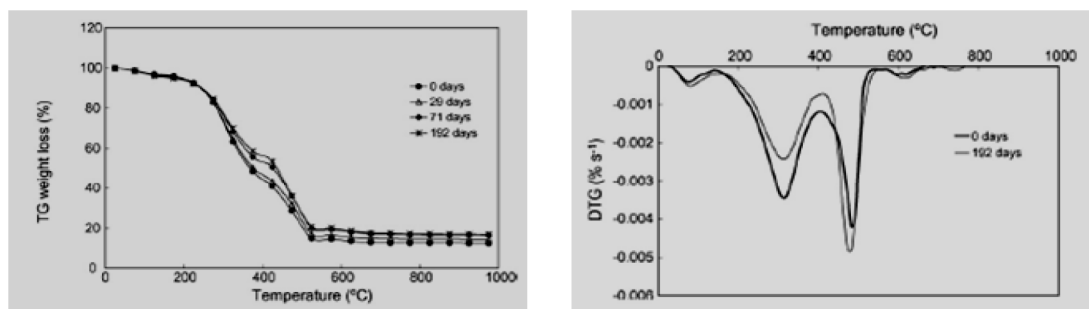 120
100
80
60
40
20
0
TG weight loss (%)
0 days
29 days
71 days
192 days
0 200 400 600 800 1000
Temperature (ºC)
Temperature (ºC)
0 200 400 600 800 1000
0
-0.001
-0.002
-0.003
-0.004
-0.005
-0.006
DTG (% s-1)
0 days
192 days